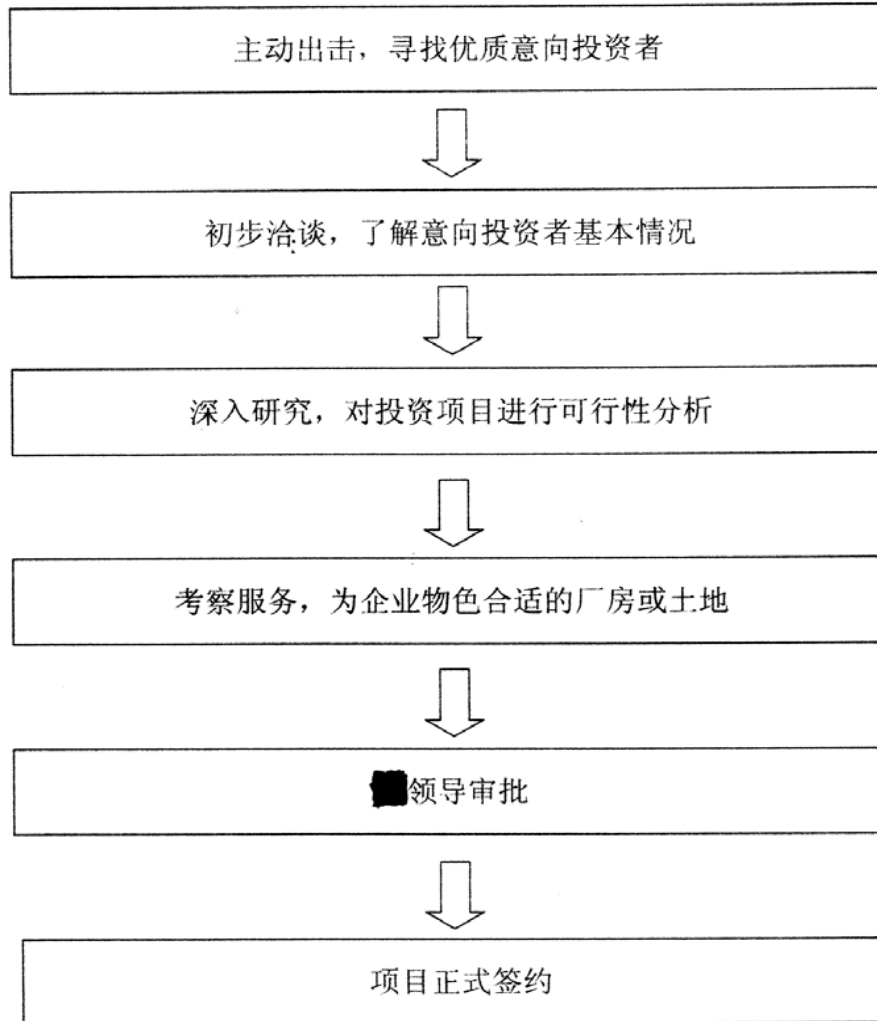 主动出击，寻找优质意向投资者
初步洽谈，了解意向投资者基本情况
深入研究，对投资项目进行可行性分析
考察服务，为企业物色合适的厂房或土地
领导审批
项目正式签约